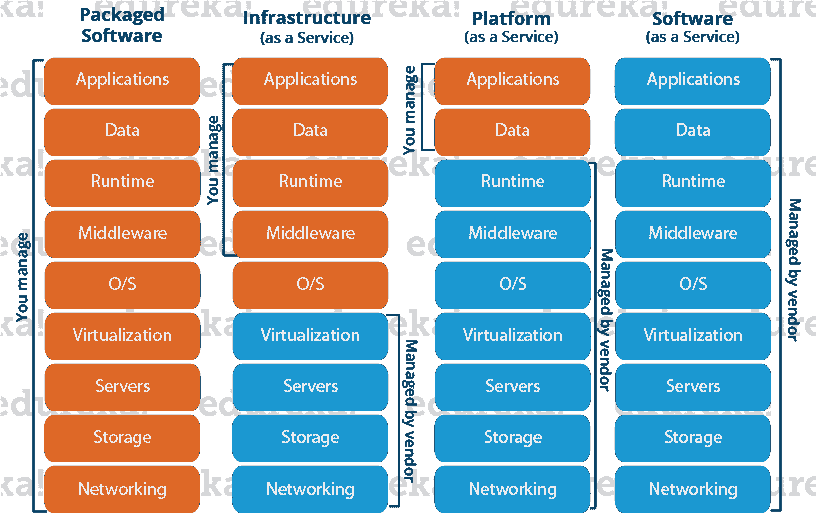 Packaged
Software
You manage
Applications
Data
Runtime
Middleware
O/S
Virtualization
Servers
Storage
Networking
Infrastructure
(as a Service)
You manage
Applications
Data
Runtime
Middleware
O/S
Virtualization
Servers
Storage
Networking
Managed by vendor
Platform
(as a Service)
You manage
Applications
Data
Runtime
Middleware
O/S
Virtualization
Servers
Storage
Networking
Managed by vendor
Software
(as a Service)
Applications
Data
Runtime
Middleware
O/S
Virtualization
Servers
Storage
Networking
Managed by vendor
edureka!